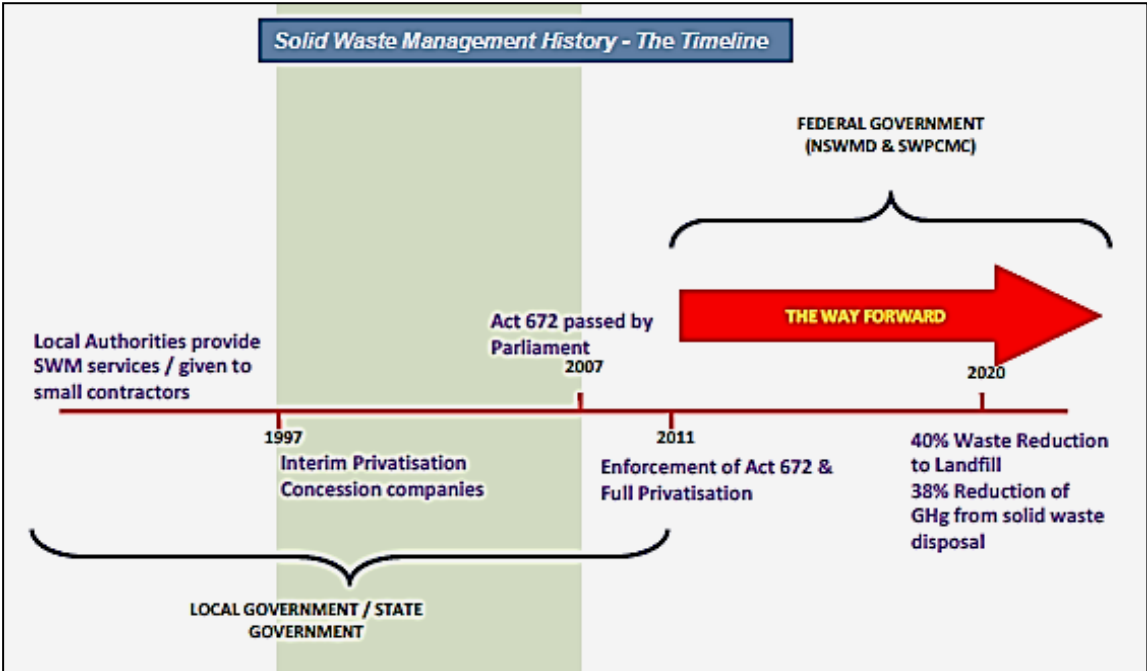 Solid Waste Management History - The Timeline
FEDERAL GOVERNMENT
(NSWMD & SWPCMC)
THE WAY FORWARD
Local Authorities provide
SWM services / given to
small contractors
Act 672 passed by
Parliament
2007
2020
1997
Interim Privatisation
Concession companies
2011
Enforcement of Act 672 &
Full Privatisation
40% Waste Reduction
to Landfill
38% Reduction of
GHg from solid waste
disposal
LOCAL GOVERNMENT / STATE
GOVERNMENT